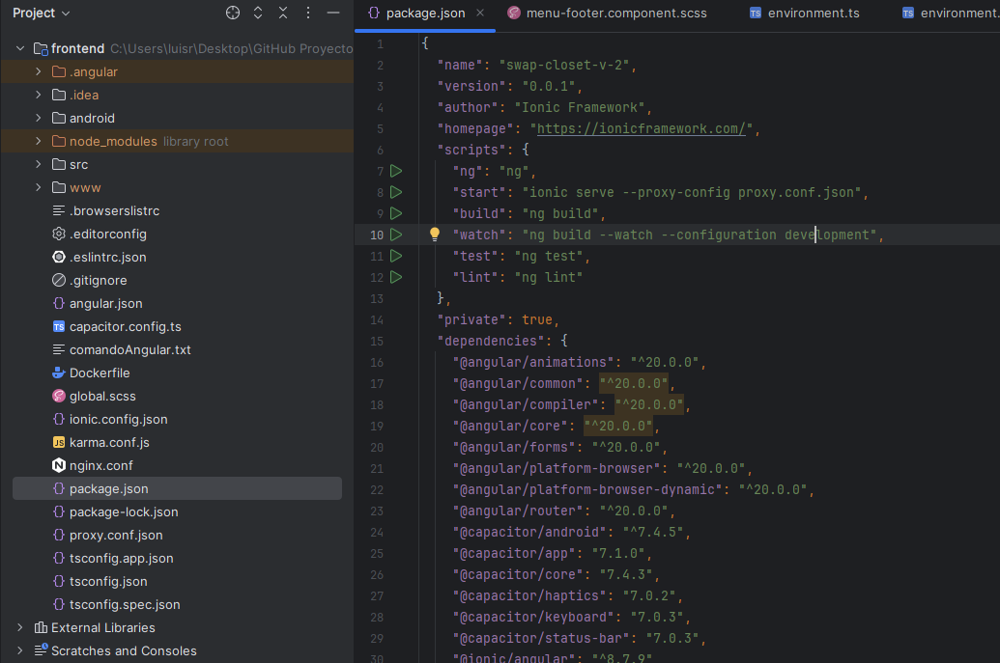 Project
frontend C:\Users\luisr\Desktop\GitHub Proyecto
.angular
.idea
android
node_modules library root
src
www
.browserslistrc
.editorconfig
.eslintrc.json
.gitignore
angular.json
capacitor.config.ts
comandoAngular.txt
Dockerfile
global.scss
ionic.config.json
karma.conf.js
nginx.conf
package.json
package-lock.json
proxy.conf.json
tsconfig.app.json
tsconfig.json
tsconfig.spec.json
External Libraries
Scratches and Consoles
package.json menu-footer.component.scss environment.ts environment.
1 {
2 "name": "swap-closet-v-2",
3 "version": "0.0.1",
4 "author": "Ionic Framework",
5 "homepage": "https://ionicframework.com/",
6 "scripts": {
7 "ng": "ng",
8 "start": "ionic serve --proxy-config proxy.conf.json",
9 "build": "ng build",
10 "watch": "ng build --watch --configuration development",
11 "test": "ng test",
12 "lint": "ng lint"
13 },
14 "private": true,
15 "dependencies": {
16 "@angular/animations": "^20.0.0",
17 "@angular/common": "^20.0.0",
18 "@angular/compiler": "^20.0.0",
19 "@angular/core": "^20.0.0",
20 "@angular/forms": "^20.0.0",
21 "@angular/platform-browser": "^20.0.0",
22 "@angular/platform-browser-dynamic": "^20.0.0",
23 "@angular/router": "^20.0.0",
24 "@capacitor/android": "^7.4.5",
25 "@capacitor/app": "7.1.0",
26 "@capacitor/core": "7.4.3",
27 "@capacitor/haptics": "7.0.2",
28 "@capacitor/keyboard": "7.0.3",
29 "@capacitor/status-bar": "7.0.3",
30 "@ionic/angular": "^8.7.9"